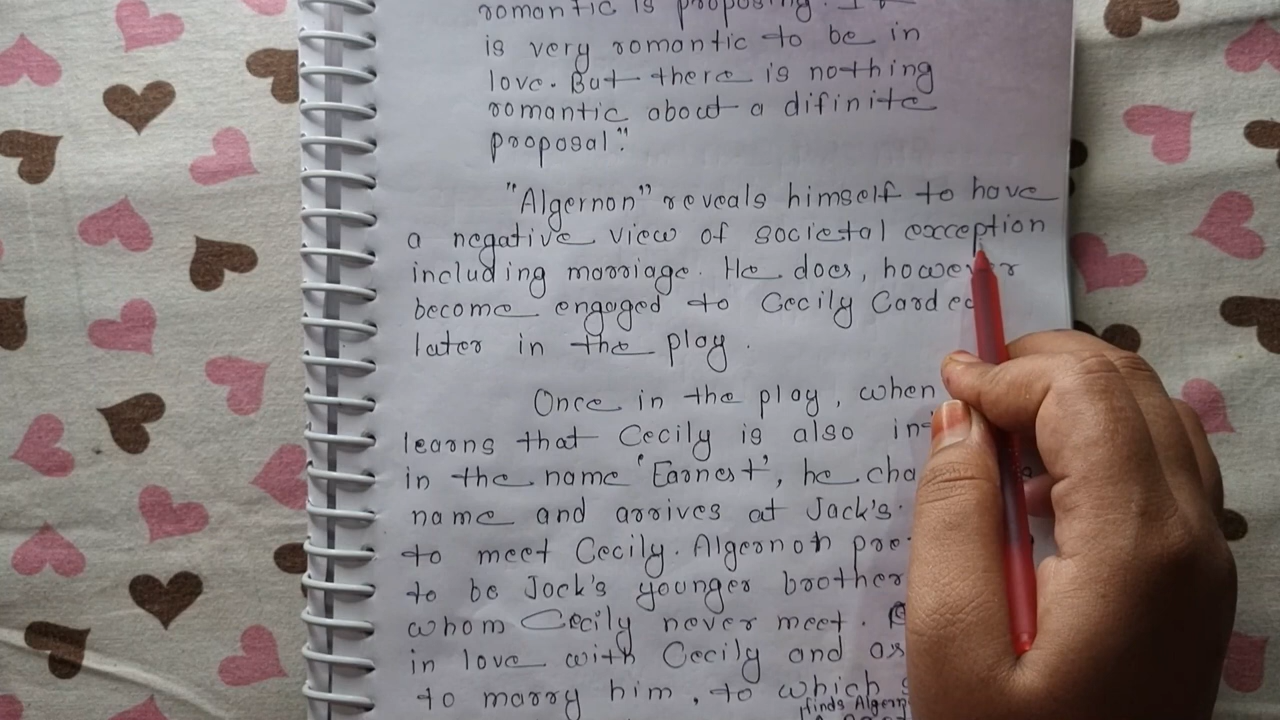 romantic is proposing. It
is very romantic to be in
love. But there is nothing
romantic about a difinite
proposal".
"Algernon" reveals himself to have
a negative view of societal exception
including marriage. He does, however
become engaged to Cecily
later in the play.
Once in the play, when
learns that Cecily is also
in the name 'Earnest', he
name and arrives at Jack's
to meet Cecily. Algernon
to be Jack's younger brother
whom Cecily never meet.
in love with Cecily and
to marry him, to which
finds